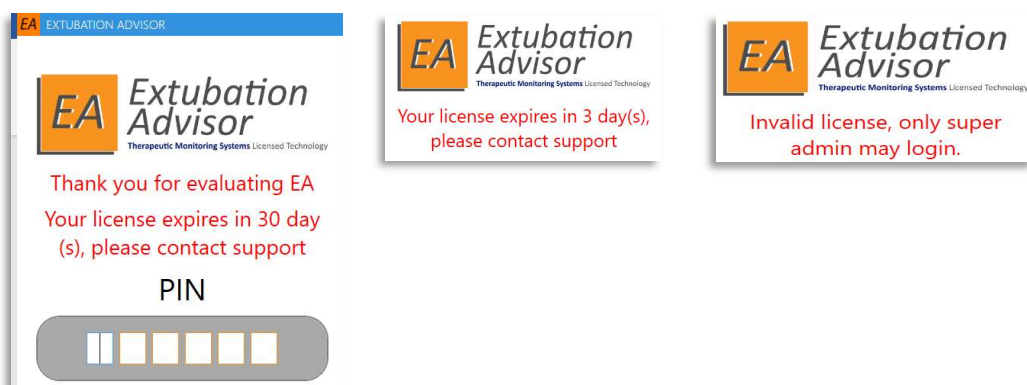 EA EXTUBATION ADVISOR
EA Extubation
Advisor
Therapeutic Monitoring Systems Licensed Technology
Thank you for evaluating EA
Your license expires in 30 day
(s), please contact support
PIN
EA Extubation
Advisor
Therapeutic Monitoring Systems Licensed Technology
Your license expires in 3 day(s),
please contact support
EA Extubation
Advisor
Therapeutic Monitoring Systems Licensed Technology
Invalid license, only super
admin may login.